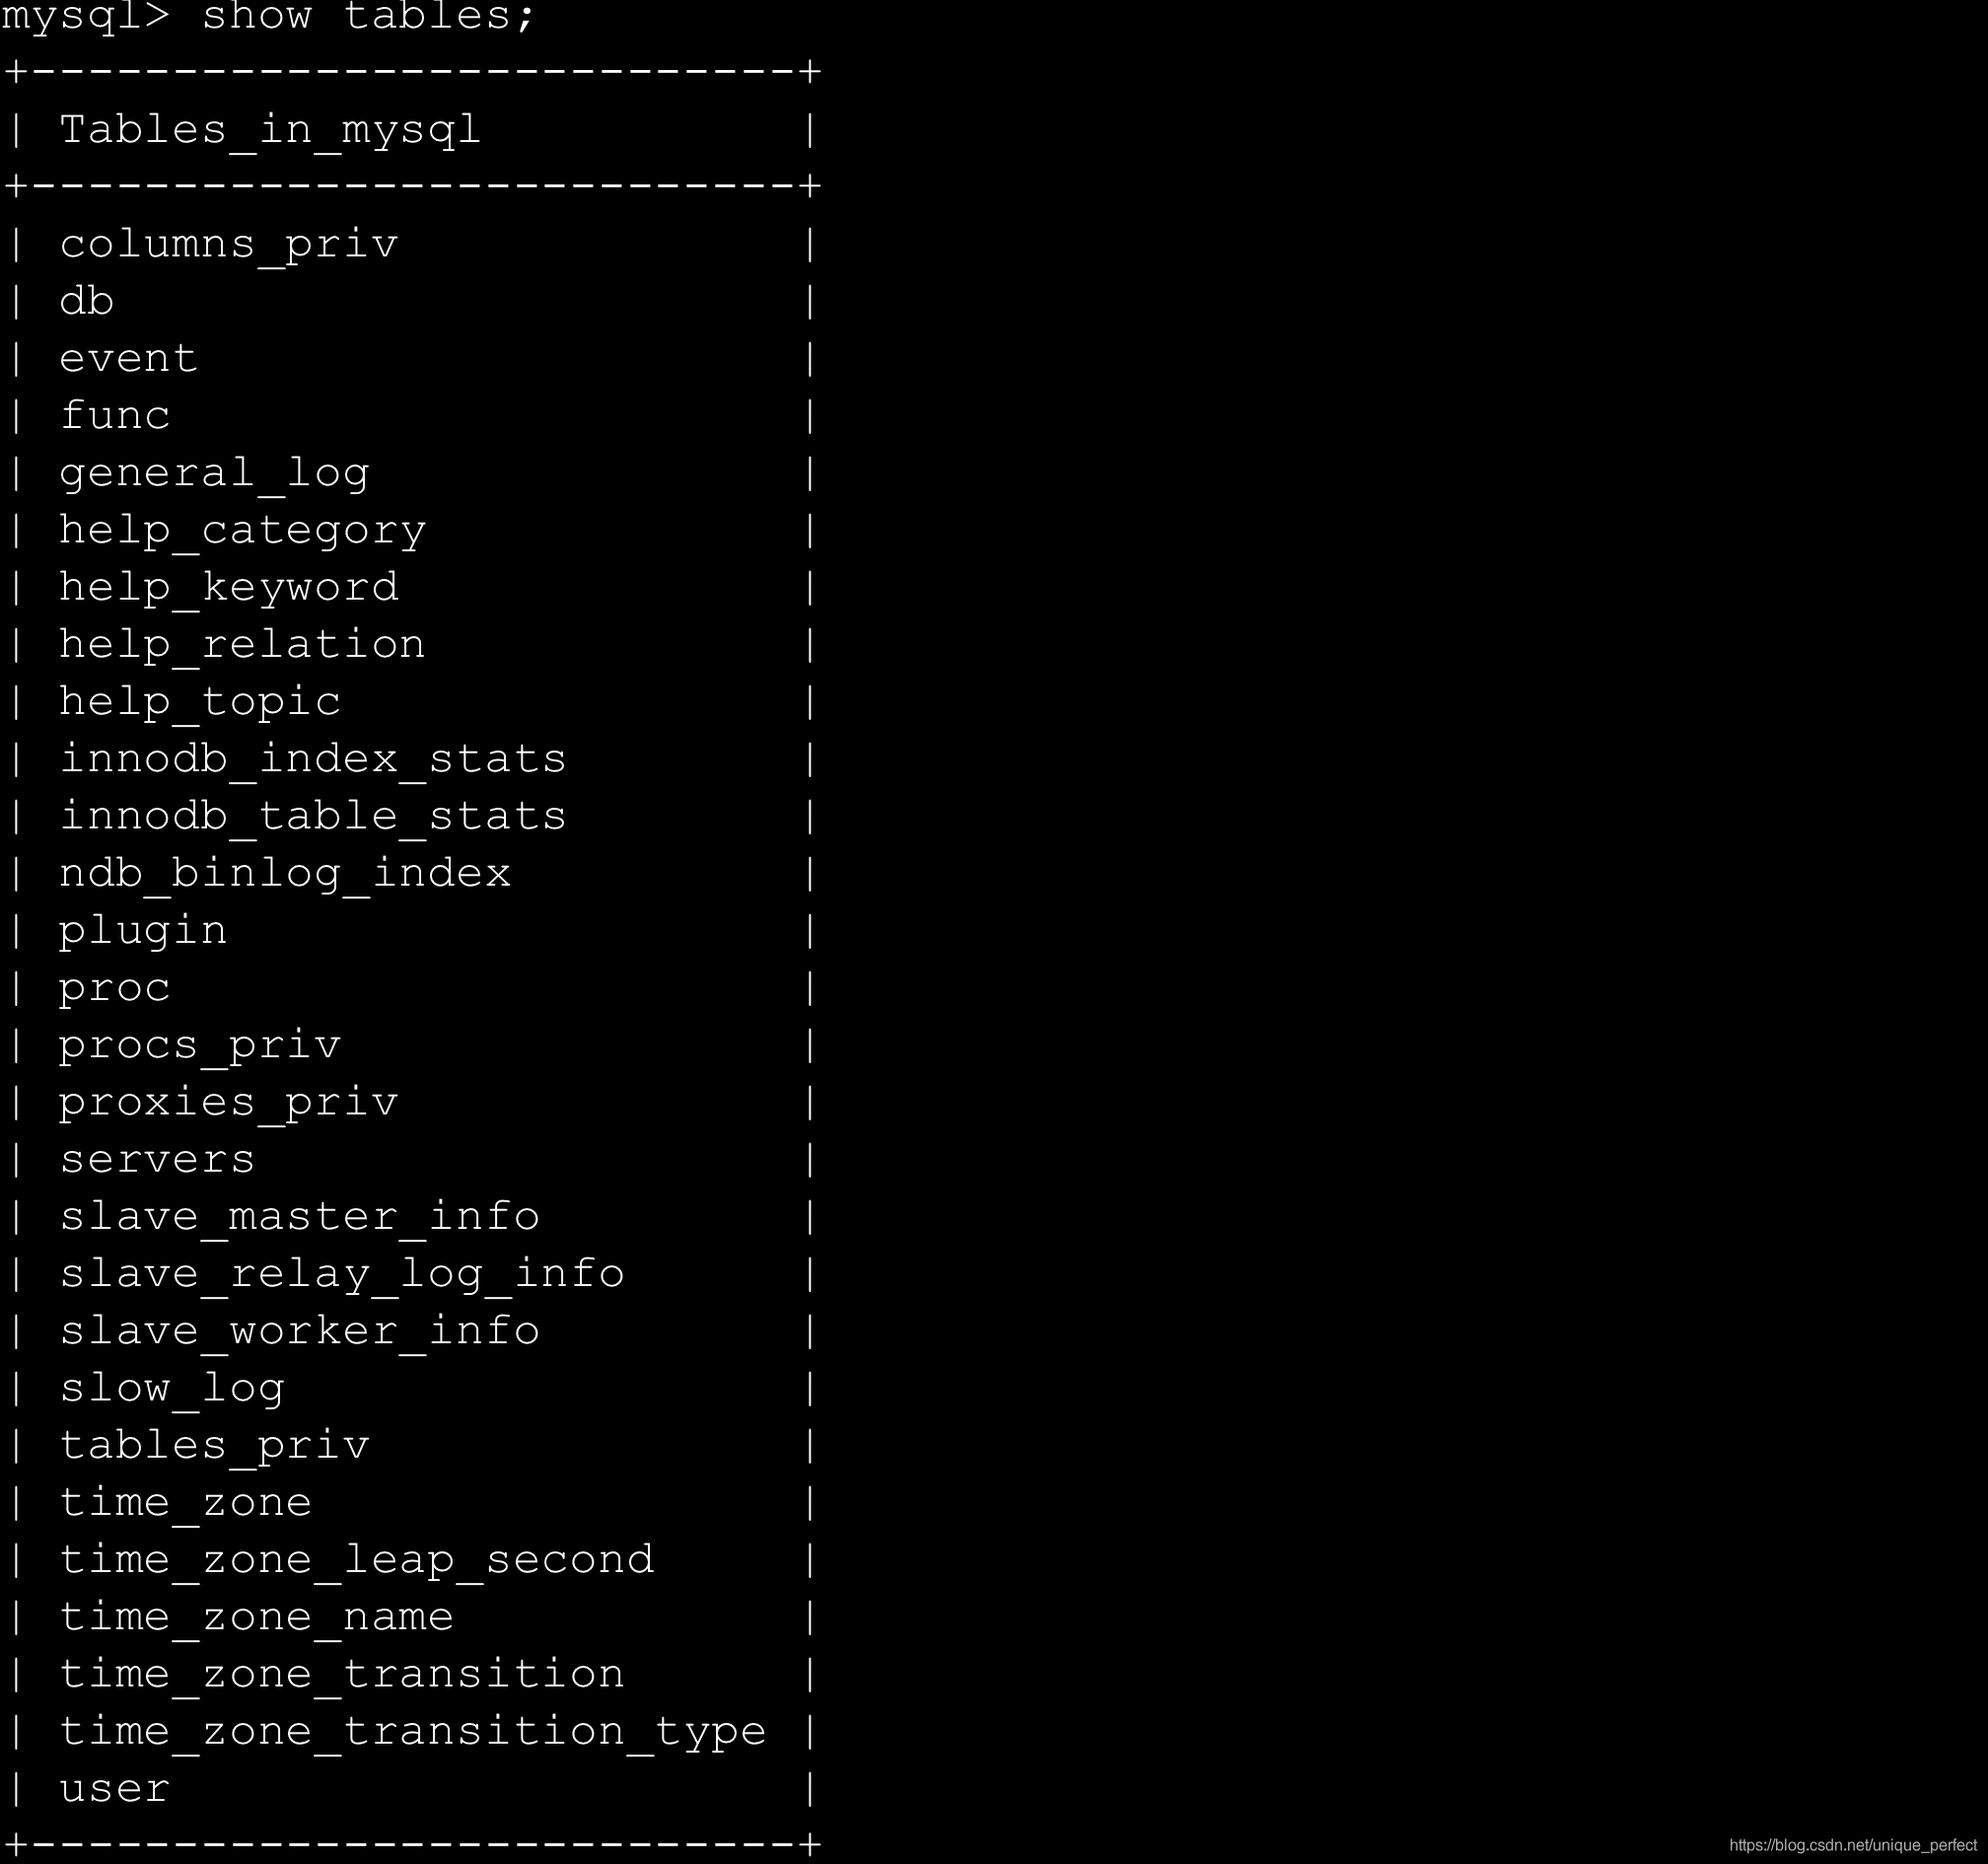 mysql> show tables;
+---------------------------+
| Tables_in_mysql           |
+---------------------------+
| columns_priv              |
| db                        |
| event                     |
| func                      |
| general_log               |
| help_category             |
| help_keyword              |
| help_relation             |
| help_topic                |
| innodb_index_stats        |
| innodb_table_stats        |
| ndb_binlog_index          |
| plugin                    |
| proc                      |
| procs_priv                |
| proxies_priv              |
| servers                   |
| slave_master_info         |
| slave_relay_log_info      |
| slave_worker_info         |
| slow_log                  |
| tables_priv               |
| time_zone                 |
| time_zone_leap_second     |
| time_zone_name            |
| time_zone_transition      |
| time_zone_transition_type |
| user                      |
+---------------------------+
https://blog.csdn.net/unique_perfect